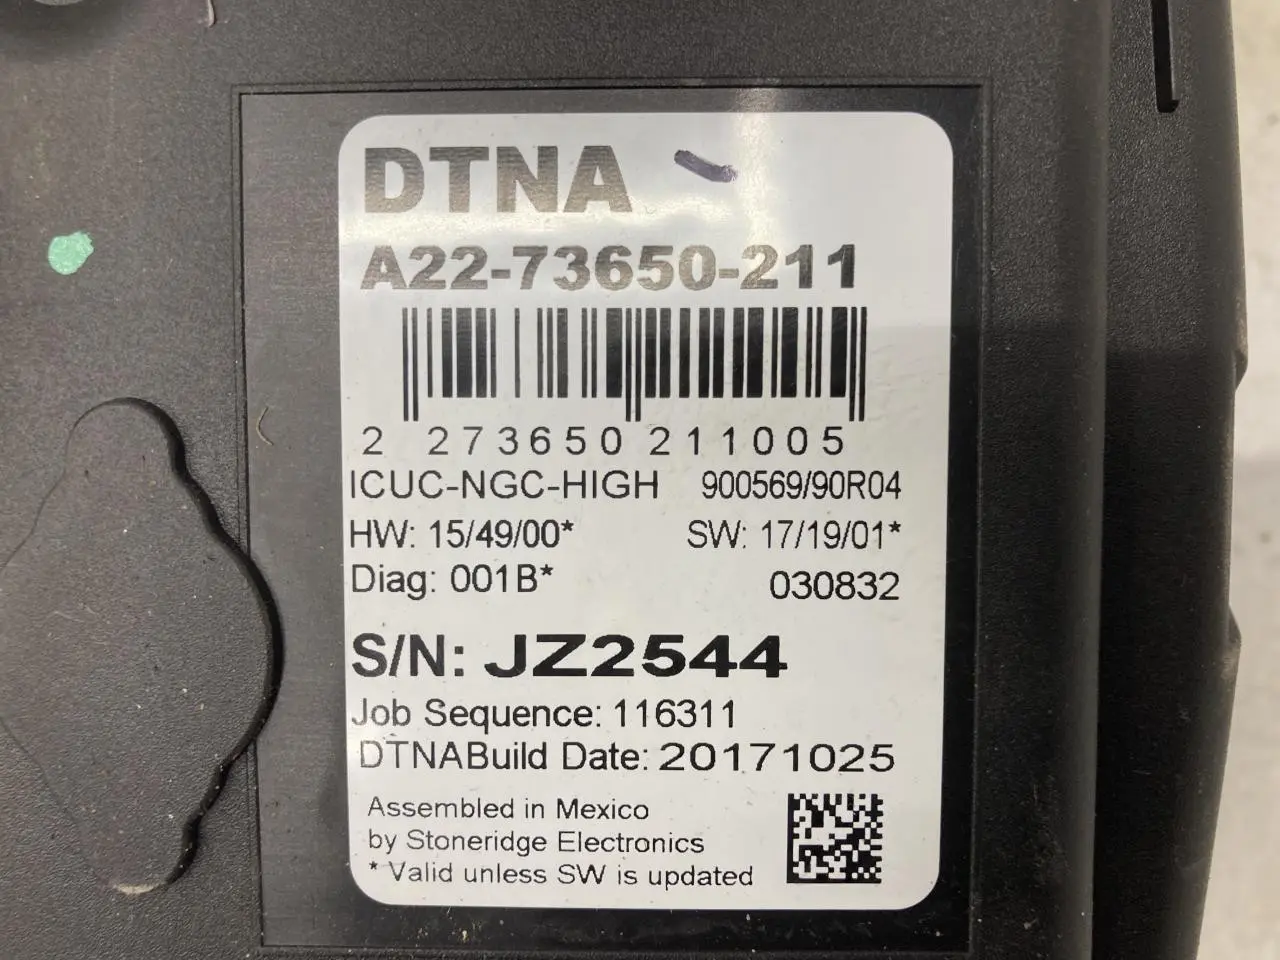 DTNA
A22-73650-211
2 273650 211005
ICUC-NGC-HIGH 900569/90R04
HW: 15/49/00* SW: 17/19/01*
Diag: 001B* 030832
S/N: JZ2544
Job Sequence: 116311
DTNABuild Date: 20171025
Assembled in Mexico
by Stoneridge Electronics
* Valid unless SW is updated